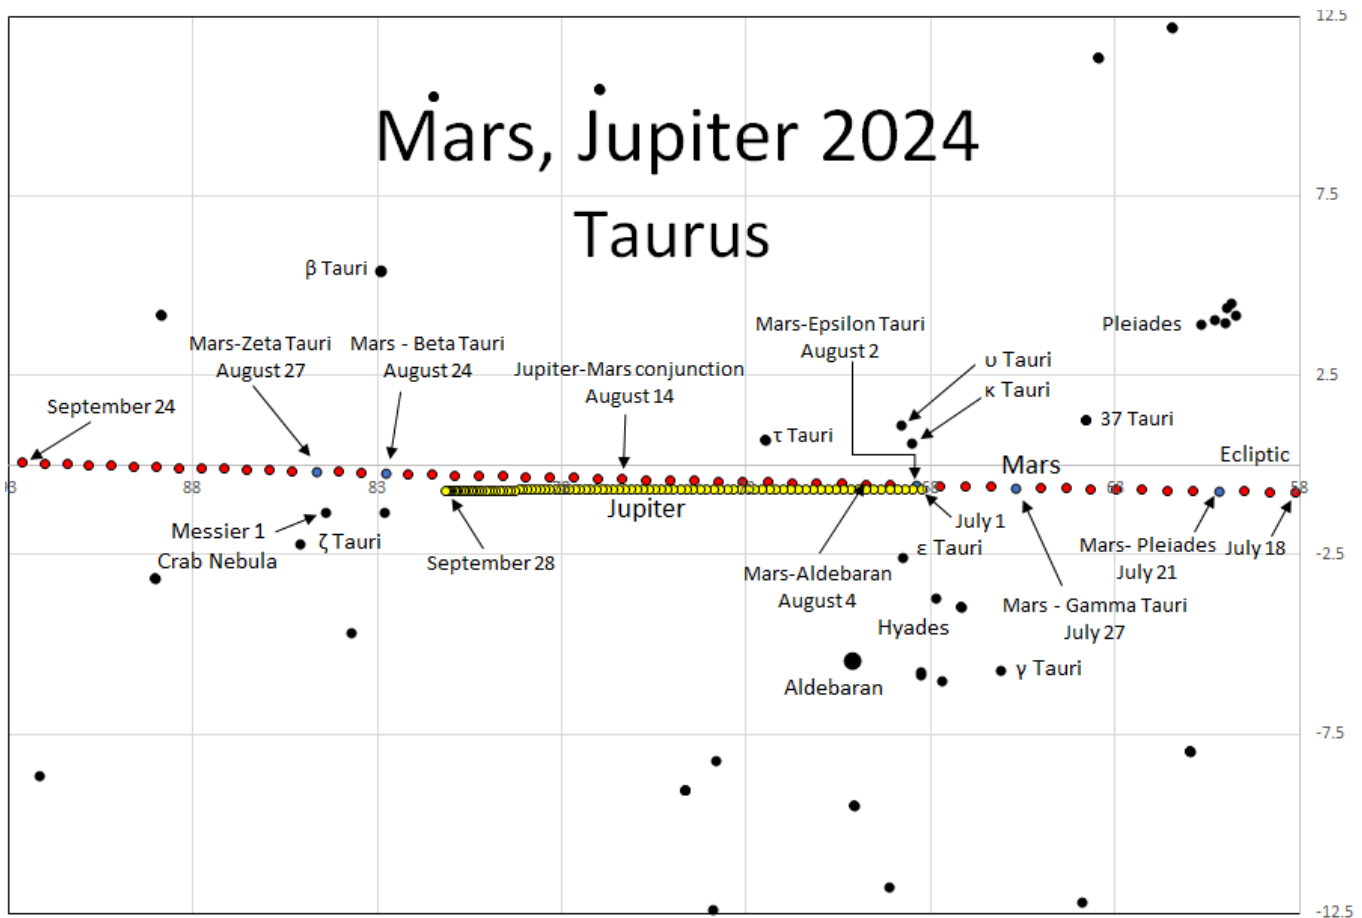 12.5
Mars, Jupiter 2024
7.5
Taurus
β Tauri
Pleiades
Mars-Epsilon Tauri
August 2
Mars-Zeta Tauri
August 27
Mars - Beta Tauri
August 24
Jupiter-Mars conjunction
August 14
υ Tauri
κ Tauri
2.5
September 24
τ Tauri
37 Tauri
Mars
Ecliptic
88
83
58
Jupiter
July 1
Messier 1
Crab Nebula
ζ Tauri
September 28
ε Tauri
Mars- Pleiades
July 21
July 18
-2.5
Mars-Aldebaran
August 4
Mars - Gamma Tauri
July 27
Hyades
Aldebaran
γ Tauri
-7.5
-12.5